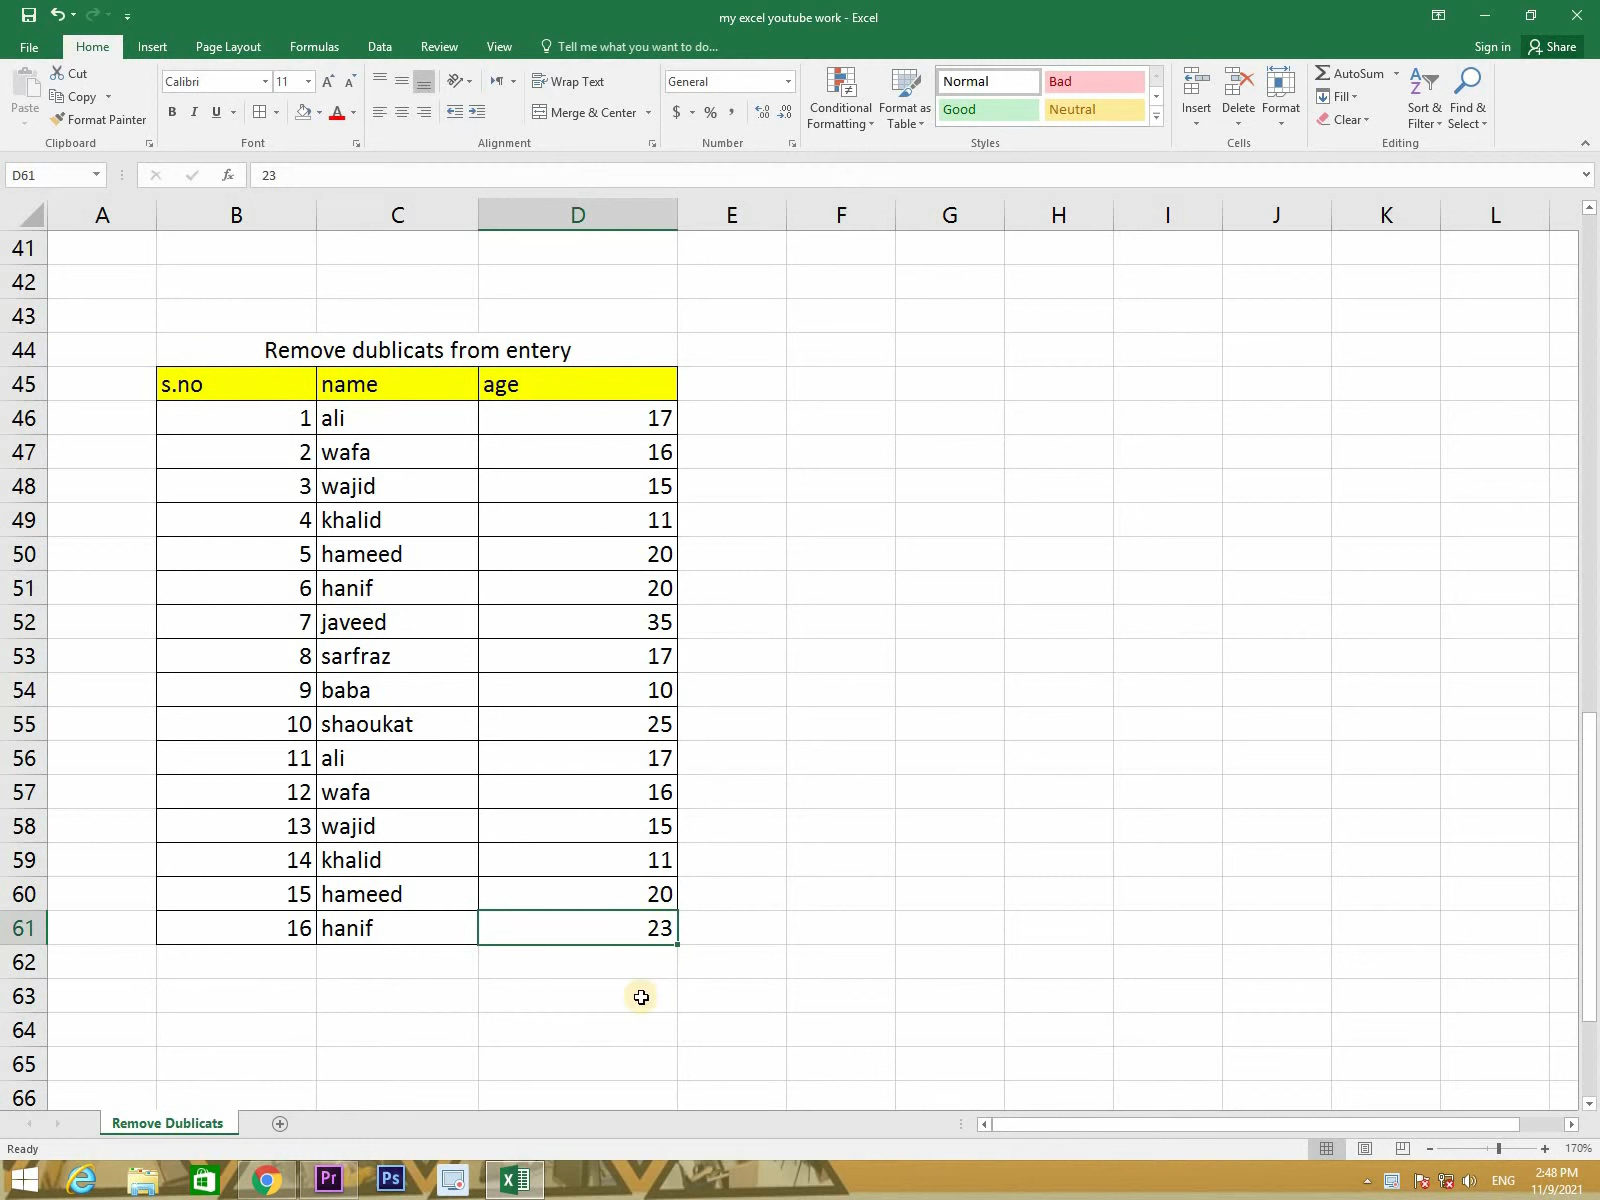 my excel youtube work - Excel
File Home Insert Page Layout Formulas Data Review View Tell me what you want to do... Sign in Share
Paste Cut Copy Format Painter Clipboard
Calibri 11 B I U A Font
Wrap Text Merge & Center Alignment
General $ % , Number
Conditional Formatting Format as Table
Normal Bad
Good Neutral
Styles
Insert Delete Format Cells
AutoSum Fill Clear Sort & Filter Find & Select Editing
D61 fx 23
A B C D E F G H I J K L
41
42
43
44 Remove dublicats from entery
45 s.no name age
46 1 ali 17
47 2 wafa 16
48 3 wajid 15
49 4 khalid 11
50 5 hameed 20
51 6 hanif 20
52 7 javeed 35
53 8 sarfraz 17
54 9 baba 10
55 10 shaoukat 25
56 11 ali 17
57 12 wafa 16
58 13 wajid 15
59 14 khalid 11
60 15 hameed 20
61 16 hanif 23
62
63
64
65
66
Remove Dublicats
Ready 170%
Pr Ps ENG 2:48 PM
11/9/2021